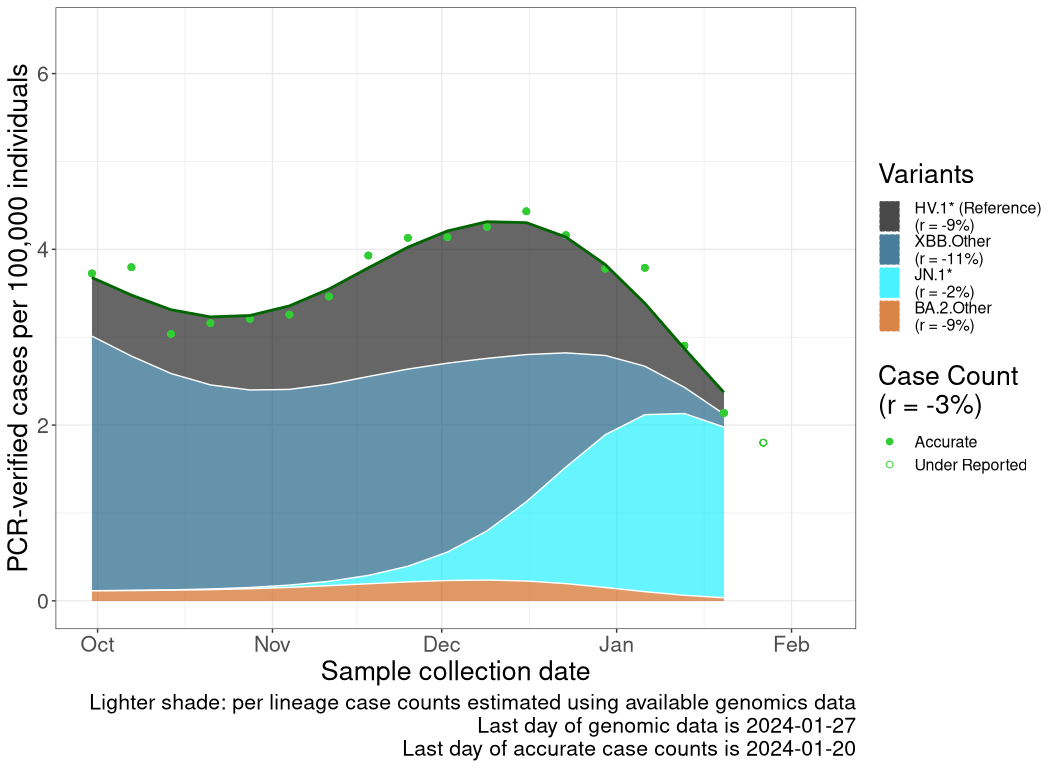 6
4
2
0
PCR-verified cases per 100,000 individuals
Oct Nov Dec Jan Feb
Sample collection date
Lighter shade: per lineage case counts estimated using available genomics data
Last day of genomic data is 2024-01-27
Last day of accurate case counts is 2024-01-20
Variants
HV.1* (Reference)
(r = -9%)
XBB.Other
(r = -11%)
JN.1*
(r = -2%)
BA.2.Other
(r = -9%)
Case Count
(r = -3%)
Accurate
Under Reported